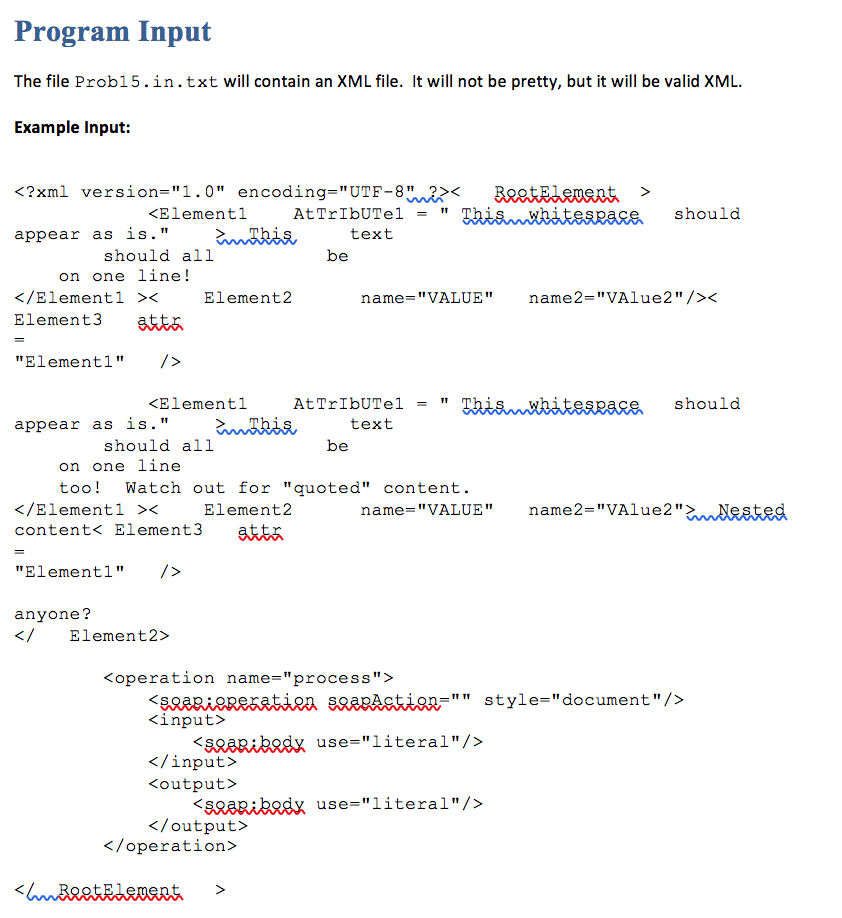 Program Input
The file Prob15.in.txt will contain an XML file.  It will not be pretty, but it will be valid XML.
Example Input:
<?xml version="1.0" encoding="UTF-8" ?><   RootElement  >
            <Element1    AtTrIbUTe1 = " This  whitespace   should
appear as is."    >  This     text
        should all          be
    on one line!
</Element1 ><    Element2      name="VALUE"   name2="VAlue2"/><
Element3   attr
=
"Element1"   />
            <Element1    AtTrIbUTe1 = " This  whitespace   should
appear as is."    >  This     text
        should all          be
    on one line
    too!  Watch out for "quoted" content.
</Element1 ><    Element2      name="VALUE"   name2="VAlue2">  Nested
content< Element3   attr
=
"Element1"   />
anyone?
</   Element2>
        <operation name="process">
            <soap:operation soapAction="" style="document"/>
            <input>
                <soap:body use="literal"/>
            </input>
            <output>
                <soap:body use="literal"/>
            </output>
        </operation>
</  RootElement   >